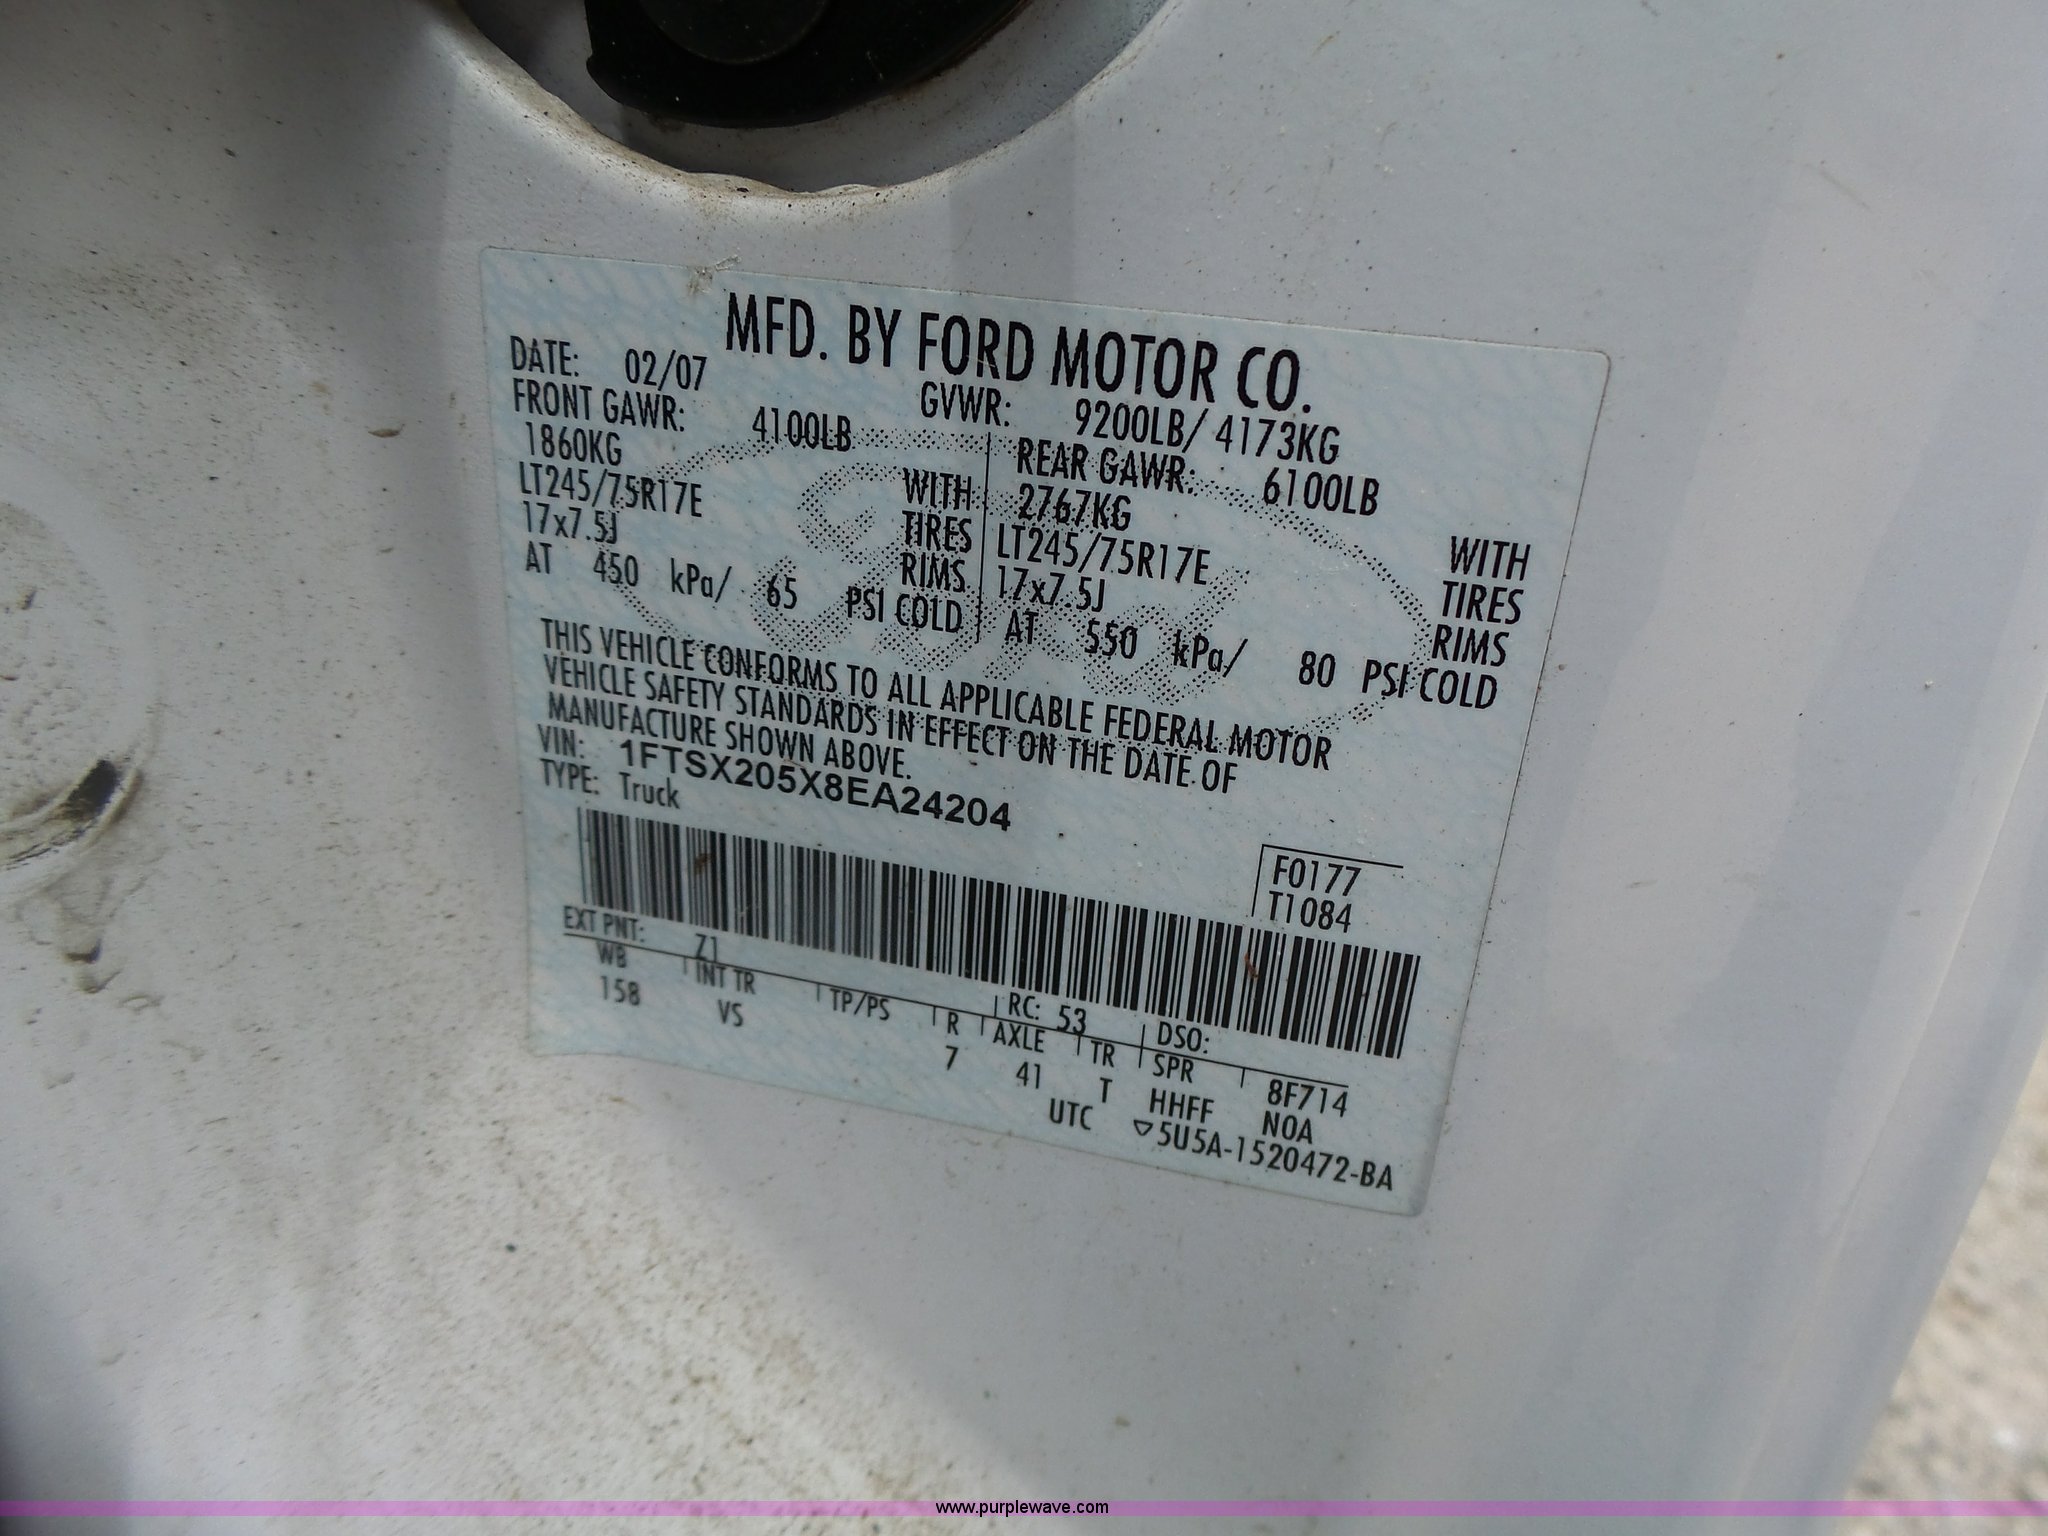 MFD. BY FORD MOTOR CO.
DATE: 02/07 GVWR: 9200LB/ 4173KG
FRONT GAWR: 4100LB REAR GAWR: 6100LB
1860KG WITH 2767KG WITH
LT245/75R17E TIRES LT245/75R17E TIRES
17x7.5J RIMS 17x7.5J RIMS
AT 450 kPa/ 65 PSI COLD AT 550 kPa/ 80 PSI COLD
THIS VEHICLE CONFORMS TO ALL APPLICABLE FEDERAL MOTOR
VEHICLE SAFETY STANDARDS IN EFFECT ON THE DATE OF
MANUFACTURE SHOWN ABOVE.
VIN: 1FTSX205X8EA24204
TYPE: Truck
F0177
T1084
EXT PNT: Z1 RC: 53 DSO:
WB INT TR TP/PS R AXLE TR SPR 8F714
158 VS 7 41 T HHFF NOA
UTC ▽5U5A-1520472-BA
Ford
www.purplewave.com